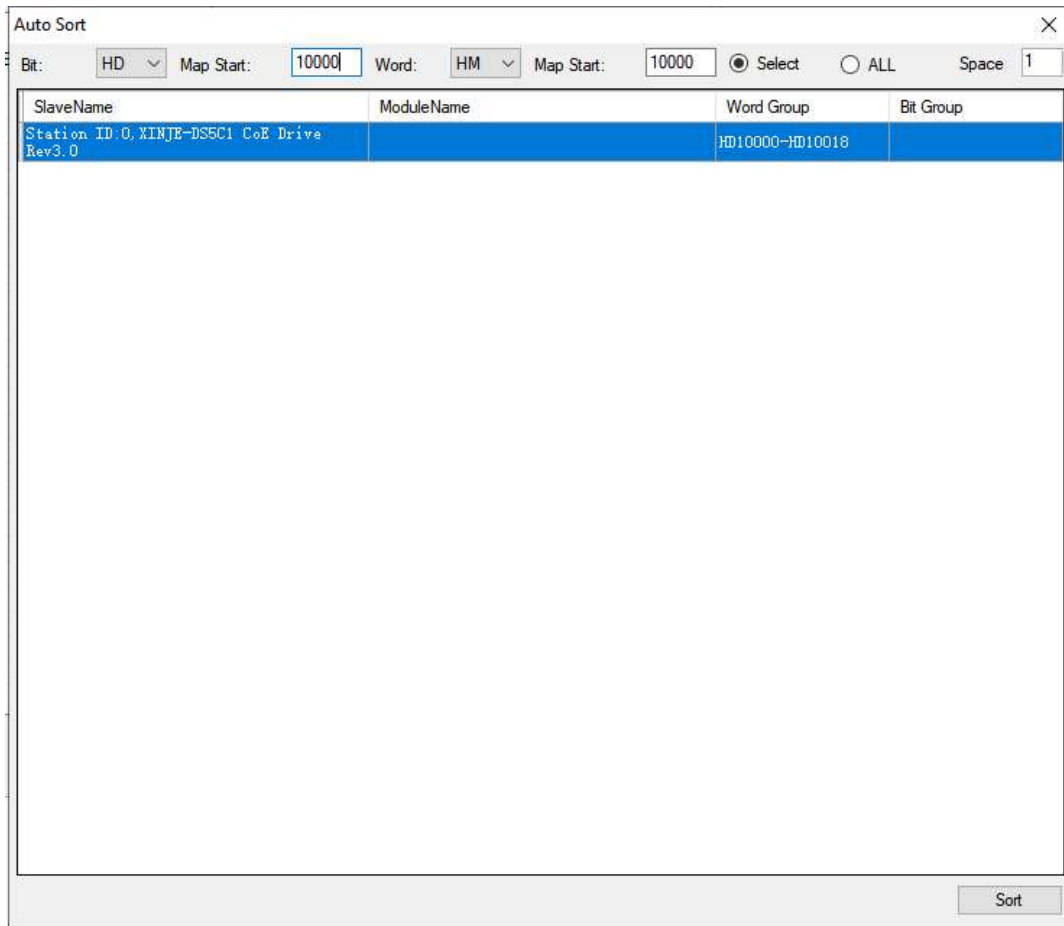 Auto Sort
Bit: HD Map Start: 10000 Word: HM Map Start: 10000 Select ALL Space 1
SlaveName ModuleName Word Group Bit Group
Station ID:0,XINJE-DS5C1 CoE Drive
Rev3.0
HD10000-HD10018
Sort